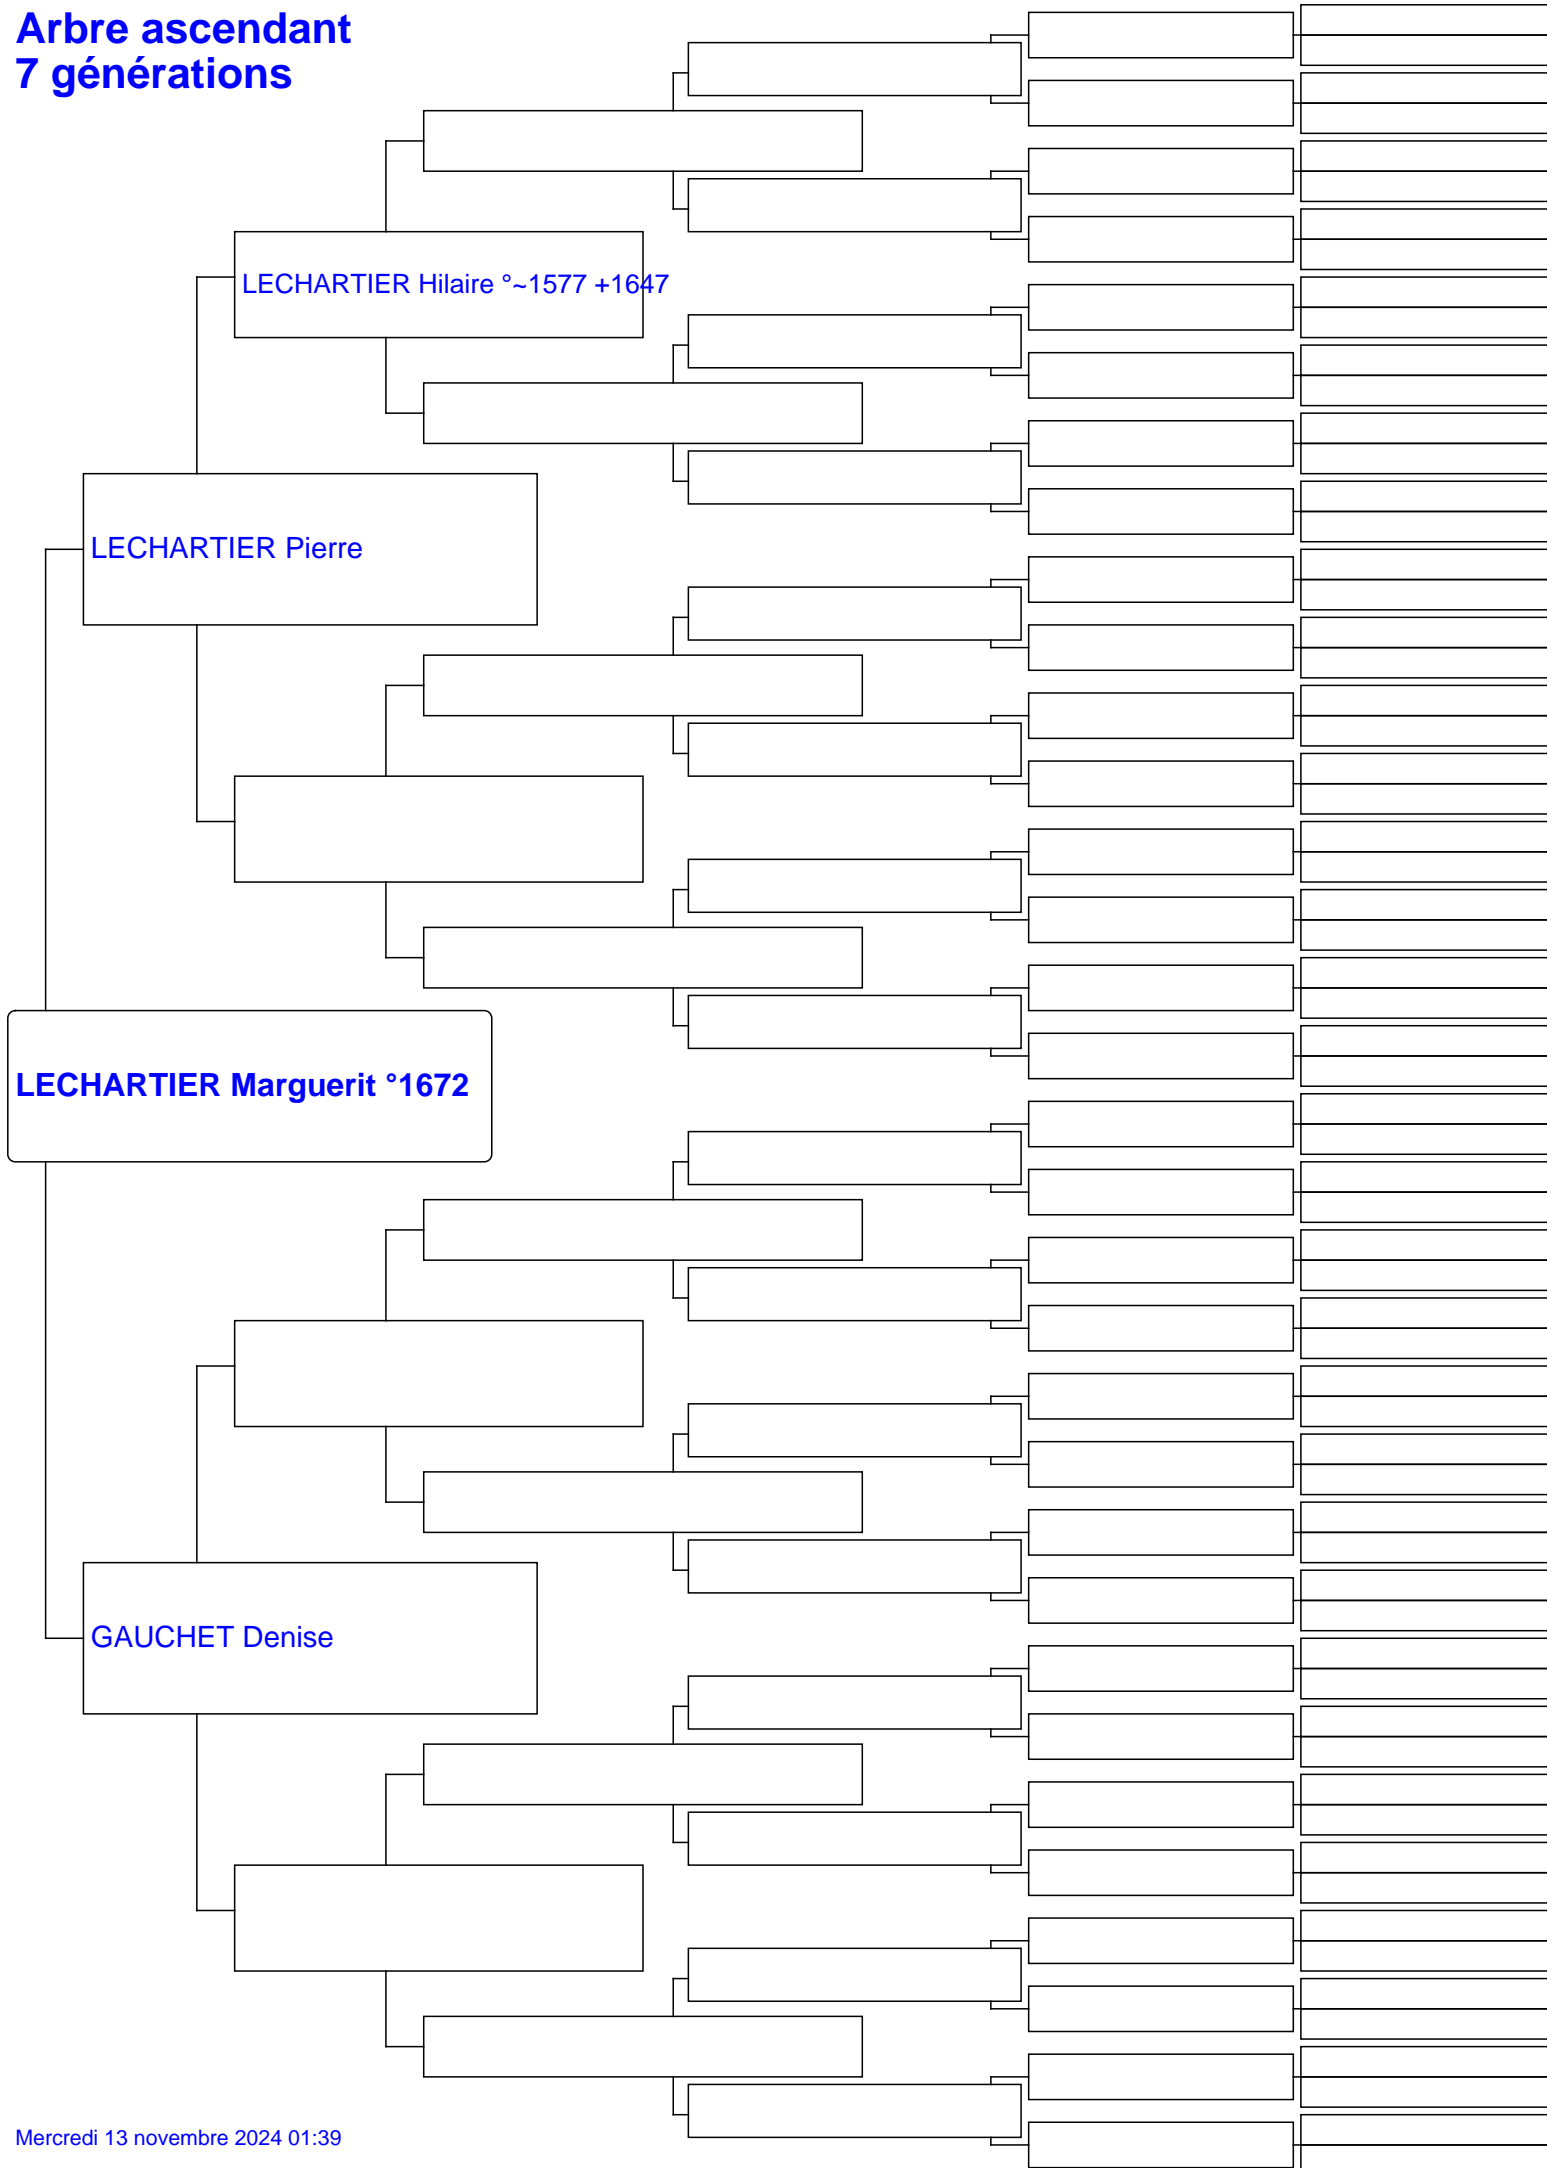 Arbre ascendant
7 générations
LECHARTIER Hilaire °~1577 +1647
LECHARTIER Pierre
LECHARTIER Marguerit °1672
GAUCHET Denise
Mercredi 13 novembre 2024 01:39